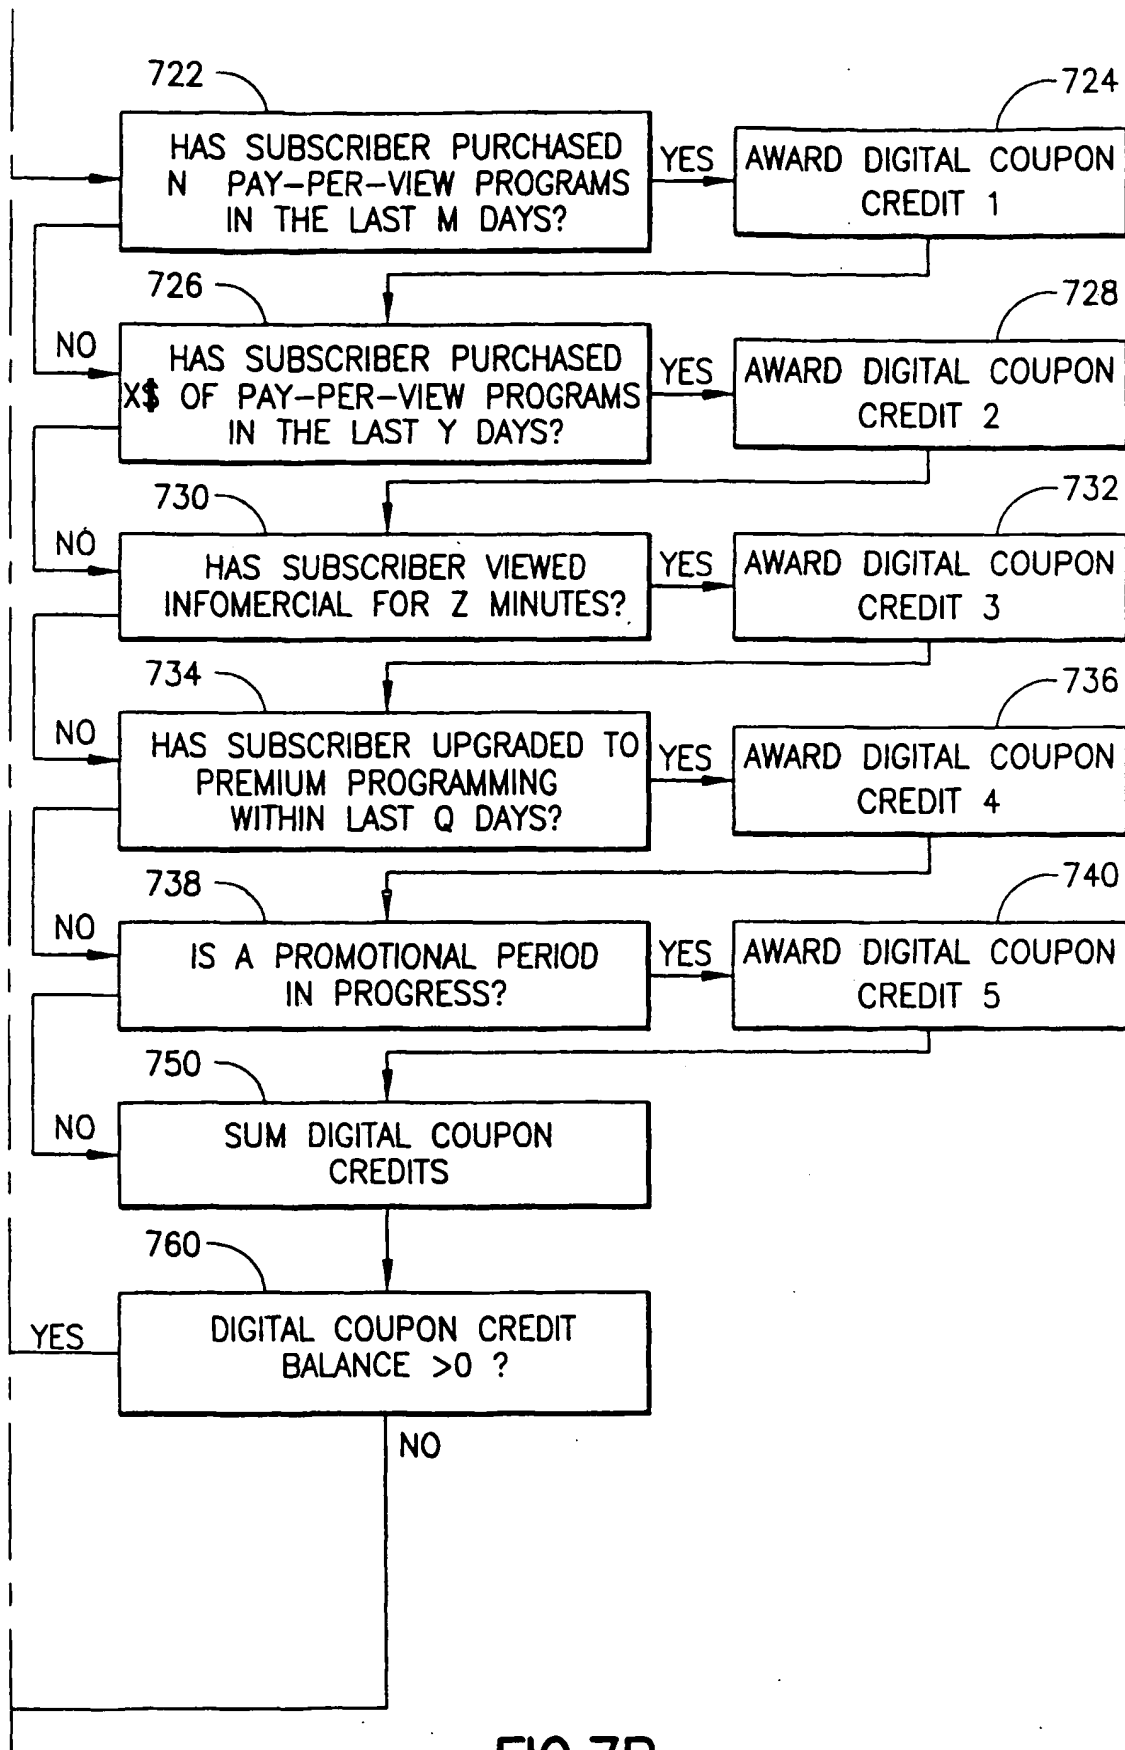 722
724
HAS SUBSCRIBER PURCHASED
N PAY-PER-VIEW PROGRAMS
IN THE LAST M DAYS?
YES
AWARD DIGITAL COUPON
CREDIT 1
726
728
NO
HAS SUBSCRIBER PURCHASED
X$ OF PAY-PER-VIEW PROGRAMS
IN THE LAST Y DAYS?
YES
AWARD DIGITAL COUPON
CREDIT 2
730
732
NO
HAS SUBSCRIBER VIEWED
INFOMERCIAL FOR Z MINUTES?
YES
AWARD DIGITAL COUPON
CREDIT 3
734
736
NO
HAS SUBSCRIBER UPGRADED TO
PREMIUM PROGRAMMING
WITHIN LAST Q DAYS?
YES
AWARD DIGITAL COUPON
CREDIT 4
738
740
NO
IS A PROMOTIONAL PERIOD
IN PROGRESS?
YES
AWARD DIGITAL COUPON
CREDIT 5
750
NO
SUM DIGITAL COUPON
CREDITS
760
YES
DIGITAL COUPON CREDIT
BALANCE >0 ?
NO